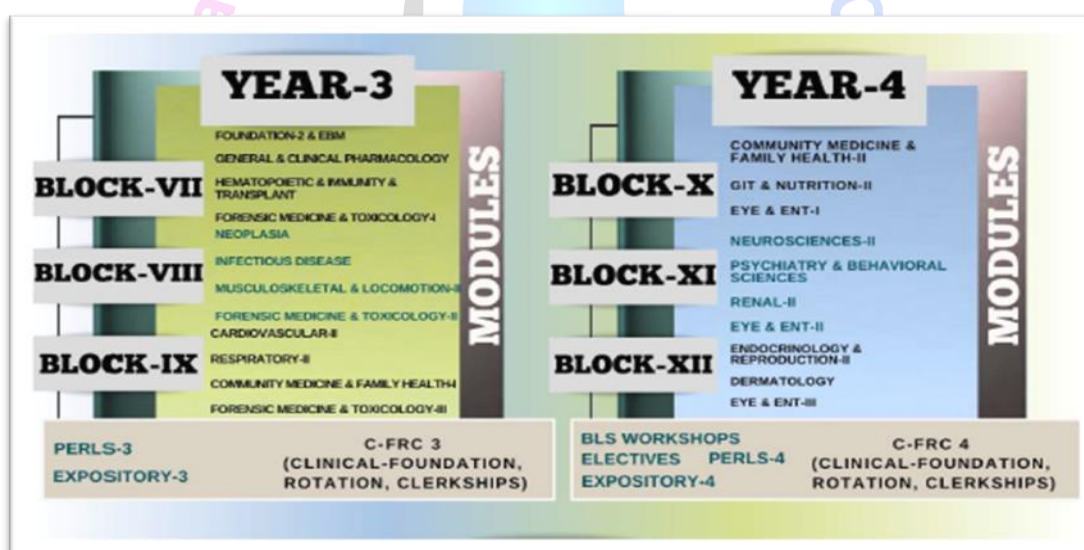 YEAR-3
FOUNDATION-2 & EBM
GENERAL & CLINICAL PHARMACOLOGY
BLOCK-VII
HEMATOPOIETIC & IMMUNITY &
TRANSPLANT
FORENSIC MEDICINE & TOXICOLOGY-I
NEOPLASIA
BLOCK-VIII
INFECTIOUS DISEASE
MUSCULOSKELETAL & LOCOMOTION-II
FORENSIC MEDICINE & TOXICOLOGY-II
CARDIOVASCULAR-II
BLOCK-IX
RESPIRATORY-II
COMMUNITY MEDICINE & FAMILY HEALTH-I
FORENSIC MEDICINE & TOXICOLOGY-III
MODULES
PERLS-3
EXPOSITORY-3
C-FRC 3
(CLINICAL-FOUNDATION,
ROTATION, CLERKSHIPS)
YEAR-4
COMMUNITY MEDICINE &
FAMILY HEALTH-II
BLOCK-X
GIT & NUTRITION-II
EYE & ENT-I
NEUROSCIENCES-II
BLOCK-XI
PSYCHIATRY & BEHAVIORAL
SCIENCES
RENAL-II
EYE & ENT-II
BLOCK-XII
ENDOCRINOLOGY &
REPRODUCTION-II
DERMATOLOGY
EYE & ENT-III
MODULES
BLS WORKSHOPS
ELECTIVES PERLS-4
EXPOSITORY-4
C-FRC 4
(CLINICAL-FOUNDATION,
ROTATION, CLERKSHIPS)